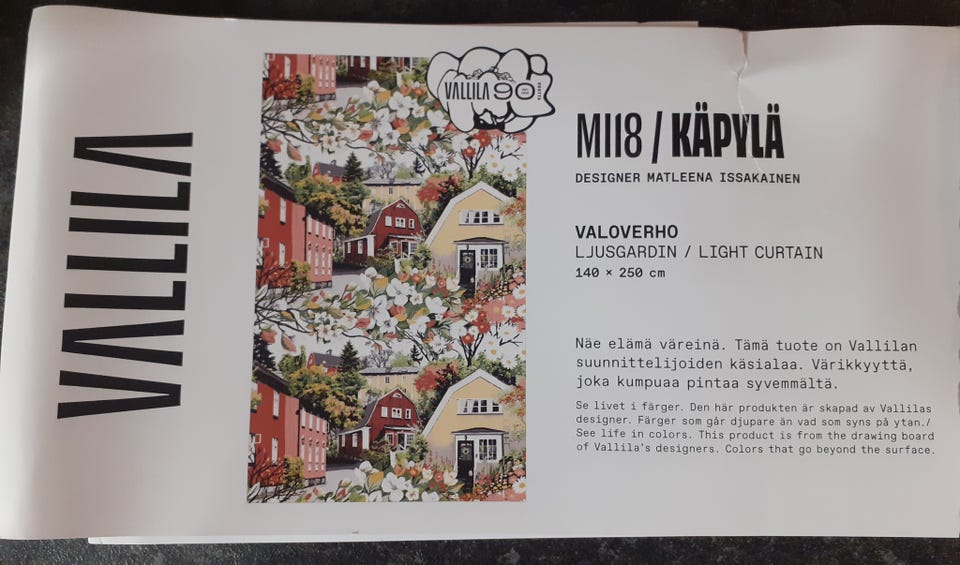 VALLILA
VALLILA 90
MI18 / KÄPYLÄ
DESIGNER MATLEENA ISSAKAINEN
VALOVERHO
LJUSGARDIN / LIGHT CURTAIN
140 × 250 cm
Näe elämä väreinä. Tämä tuote on Vallilan
suunnittelijoiden käsialaa. Värikkyyttä,
joka kumpuaa pintaa syvemmältä.
Se livet i färger. Den här produkten är skapad av Vallilas
designer. Färger som går djupare än vad som syns på ytan./
See life in colors. This product is from the drawing board
of Vallila's designers. Colors that go beyond the surface.